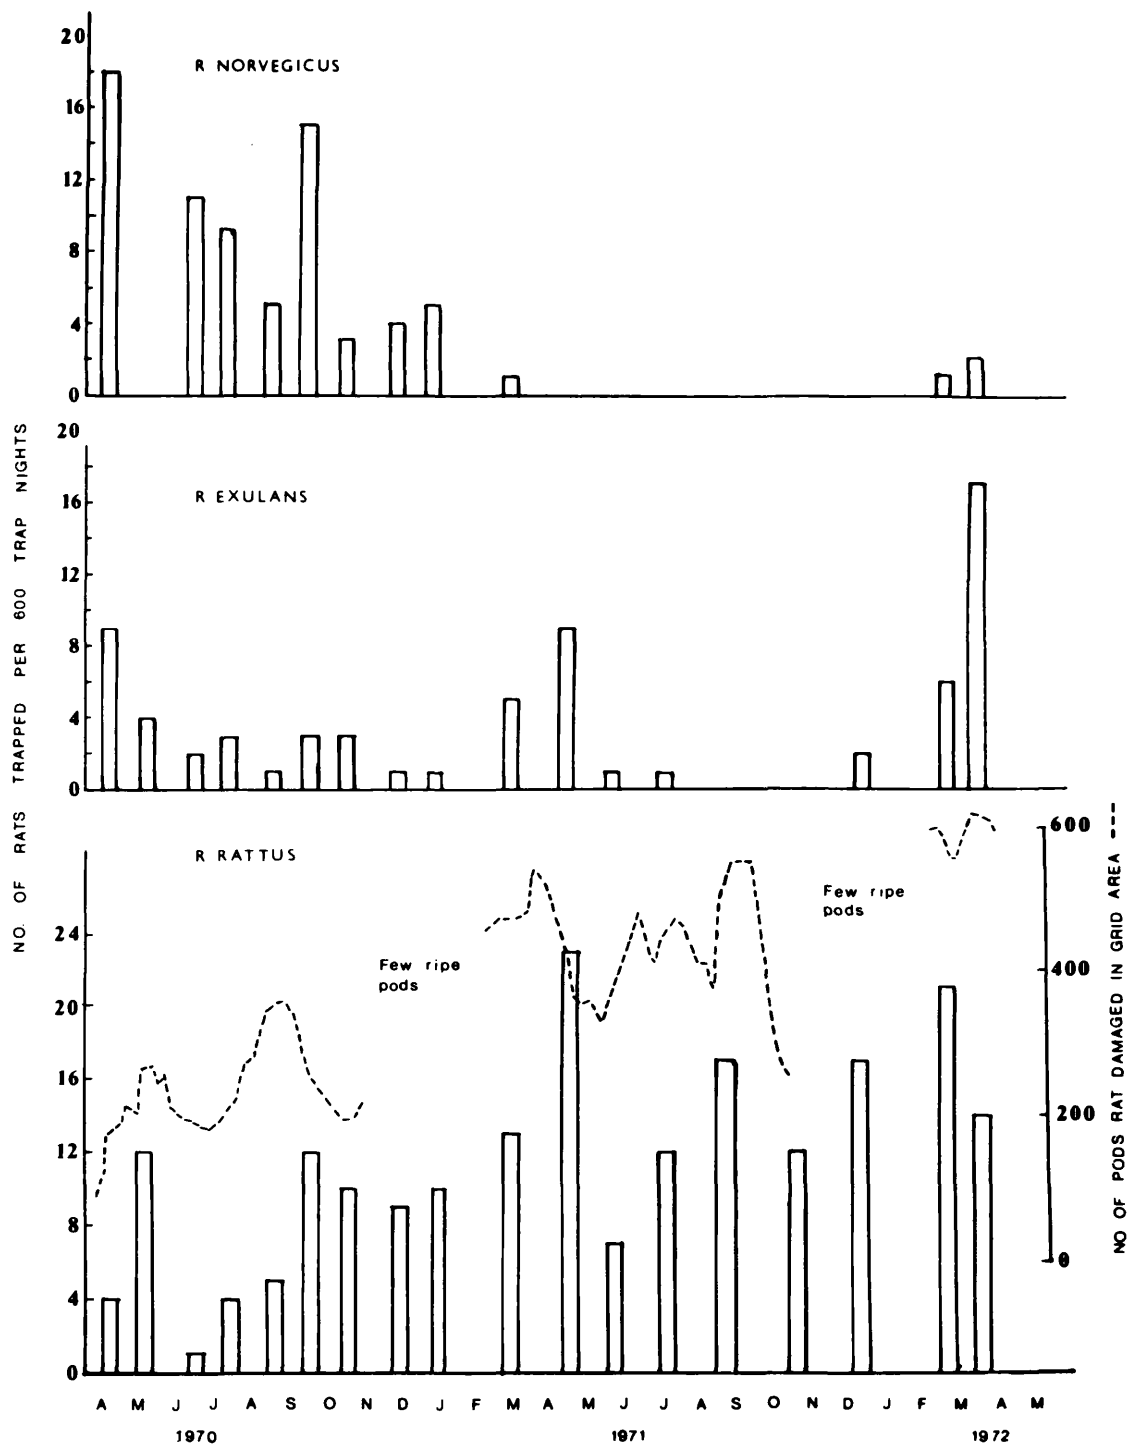 R NORVEGICUS
20
16
12
8
4
0
R EXULANS
20
16
12
8
4
0
R RATTUS
24
20
16
12
8
4
0
Few ripe
pods
Few ripe
pods
600
400
200
0
NO. OF RATS TRAPPED PER 600 TRAP NIGHTS
NO OF PODS RAT DAMAGED IN GRID AREA ---
A M J J A S O N D J F M A M J J A S O N D J F M A M
1970 1971 1972